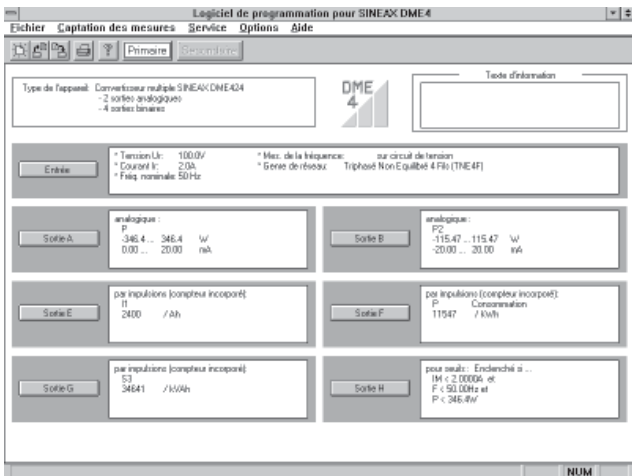 Logiciel de programmation pour SINEAX DME 4
Fichier Captation des mesures Service Options Aide
? Primaire Secondaire
Type de l'appareil: Convertisseur multiple SINEAX DME424
- 2 sorties analogiques
- 4 sorties binaires
DME
4
Texte d'information
Entrée
* Tension Ur: 100.0V * Mes. de la fréquence: sur circuit de tension
* Courant Ir: 2.0A * Genre de réseau: Triphasé Non Equilibré 4 Fils (TNE4F)
* Fréq. nominale: 50 Hz
Sortie A
analogique :
P
-346.4 ... 346.4 W
0.00 ... 20.00 mA
Sortie B
analogique :
P2
-115.47 ... 115.47 W
-20.00 ... 20.00 mA
Sortie E
par impulsions (compteur incorporé):
I1
2400 / Ah
Sortie F
par impulsions (compteur incorporé):
P Consommation
11547 / kWh
Sortie G
par impulsions (compteur incorporé):
S3
34641 / kVAh
Sortie H
pour seuils : Enclenché si ...
IM < 2.0000A et
F < 50.00Hz et
P < 346.4W
NUM